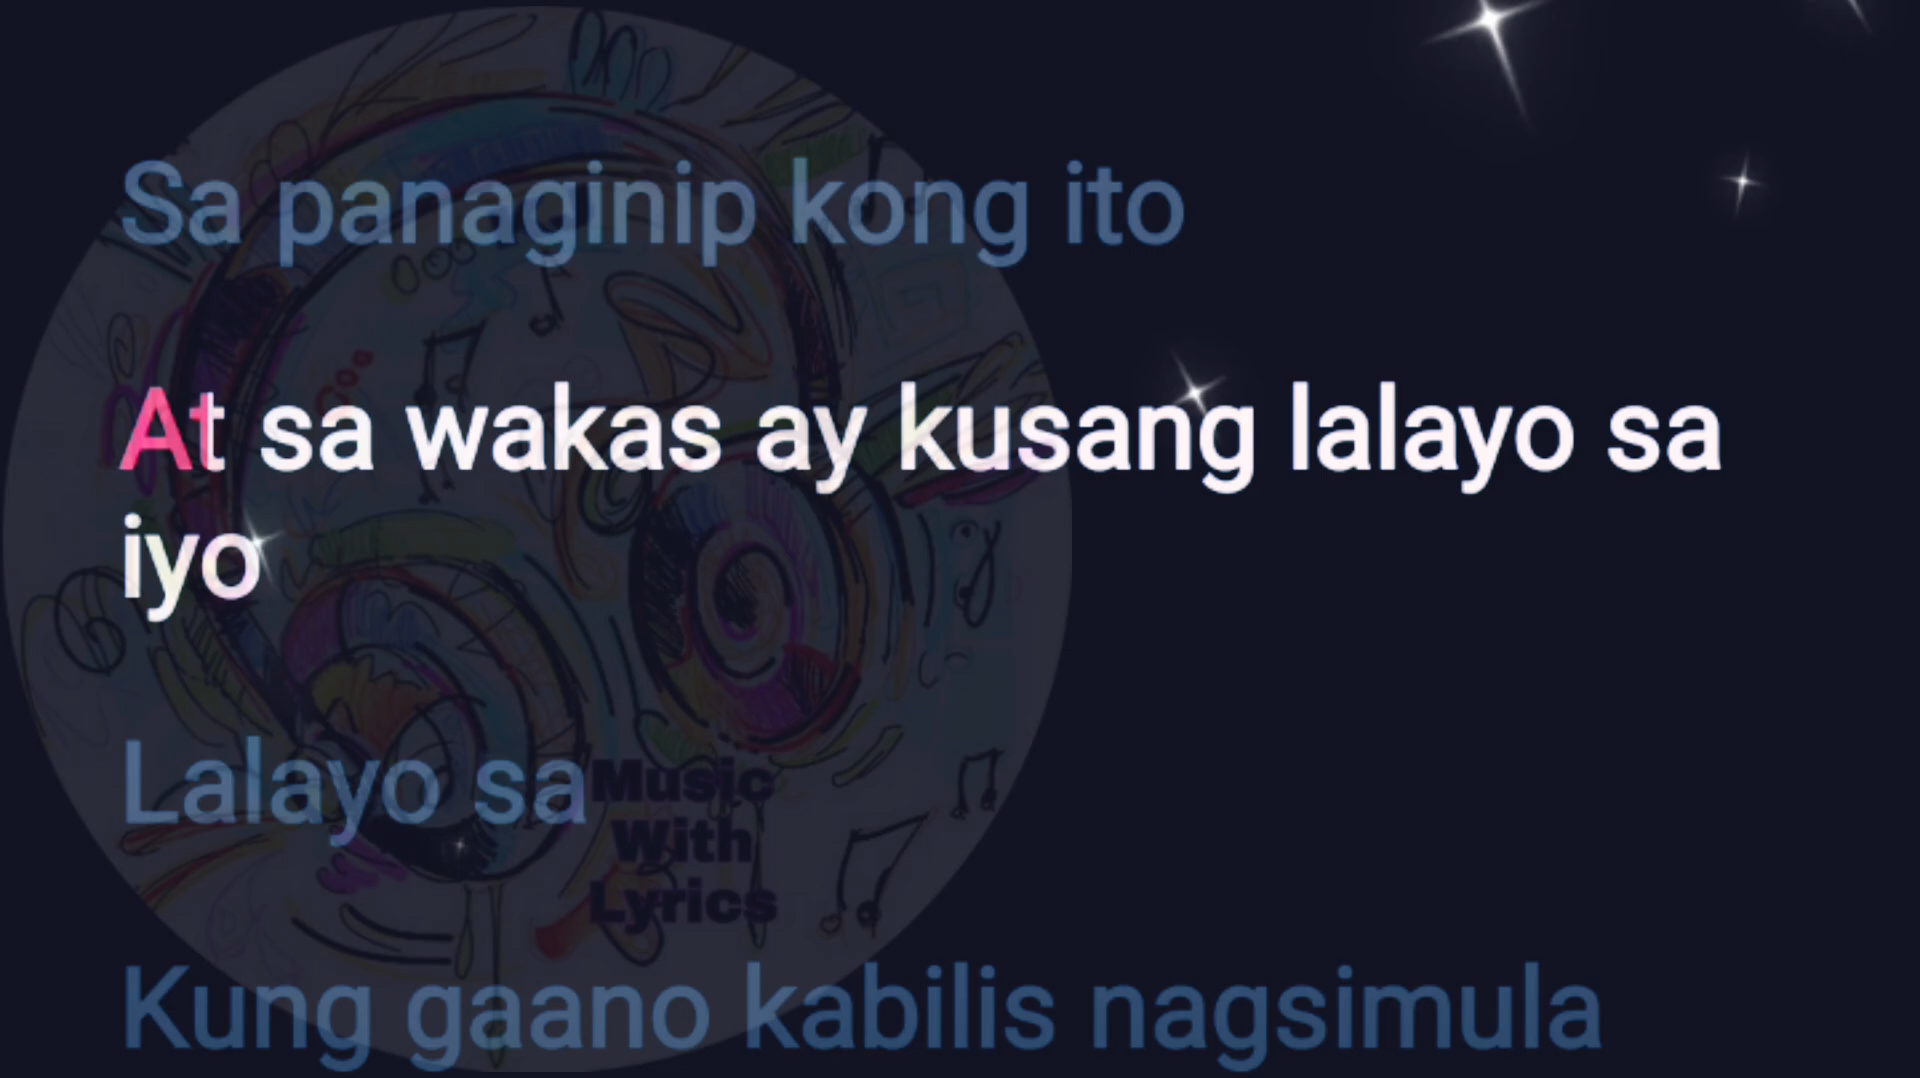 Sa panaginip kong ito
At sa wakas ay kusang lalayo sa
iyo
Lalayo sa
Music
With
Lyrics
Kung gaano kabilis nagsimula